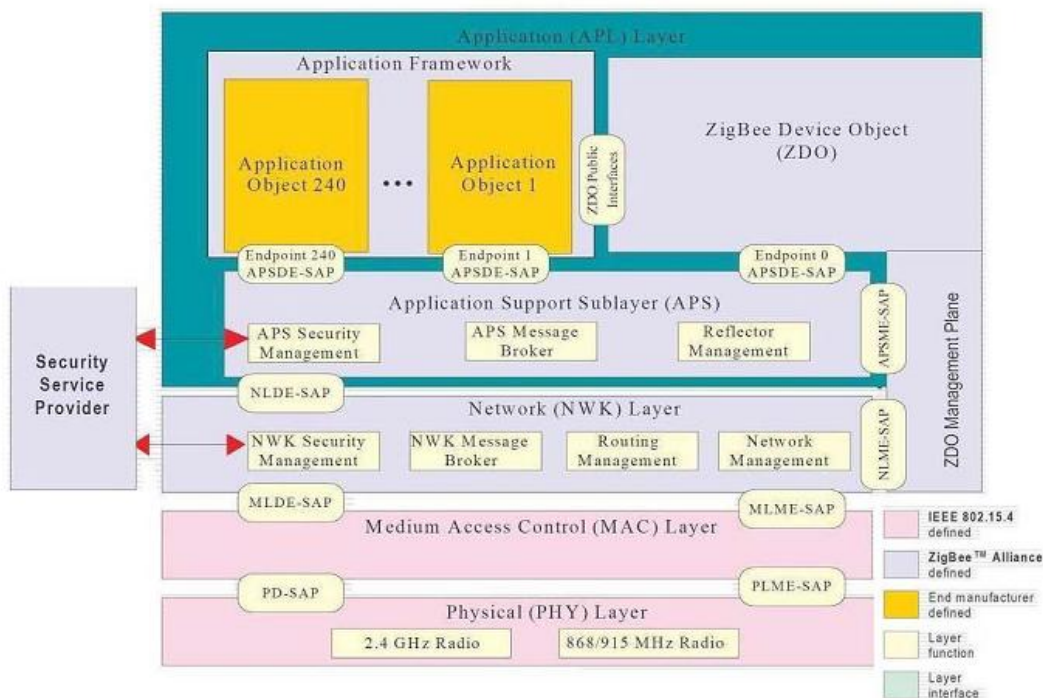 Application (APL) Layer
Application Framework
ZigBee Device Object
(ZDO)
Application
Object 240
...
Application
Object 1
ZDO Public
Interfaces
Endpoint 240
APSDE-SAP
Endpoint 1
APSDE-SAP
Endpoint 0
APSDE-SAP
Application Support Sublayer (APS)
APS Security
Management
APS Message
Broker
Reflector
Management
APSME-SAP
ZDO Management Plane
Security
Service
Provider
NLDE-SAP
Network (NWK) Layer
NWK Security
Management
NWK Message
Broker
Routing
Management
Network
Management
NLME-SAP
MLDE-SAP
MLME-SAP
Medium Access Control (MAC) Layer
PD-SAP
PLME-SAP
Physical (PHY) Layer
2.4 GHz Radio
868/915 MHz Radio
IEEE 802.15.4
defined
ZigBee™ Alliance
defined
End manufacturer
defined
Layer
function
Layer
interface